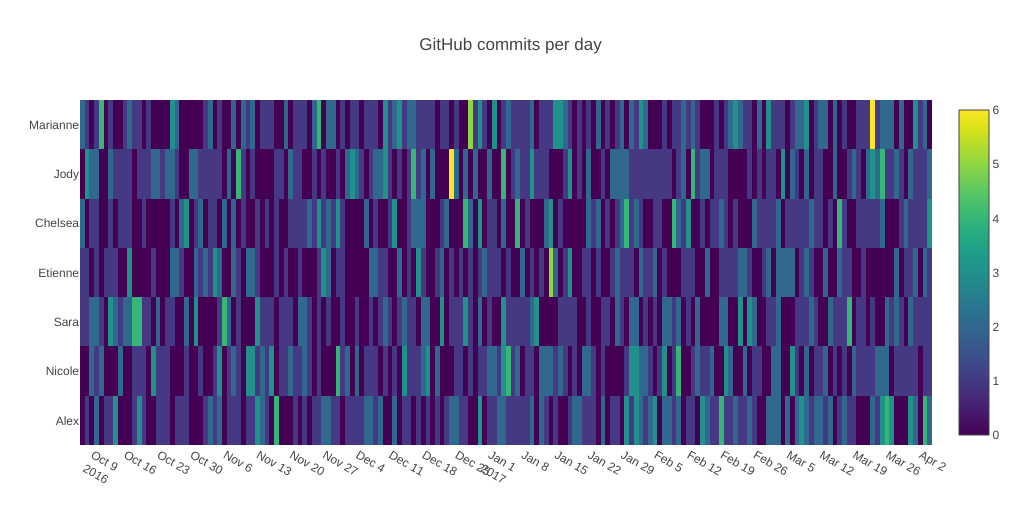 GitHub commits per day
Marianne
Jody
Chelsea
Etienne
Sara
Nicole
Alex
Oct 9
2016
Oct 16
Oct 23
Oct 30
Nov 6
Nov 13
Nov 20
Nov 27
Dec 4
Dec 11
Dec 18
Dec 25
Jan 1
2017
Jan 8
Jan 15
Jan 22
Jan 29
Feb 5
Feb 12
Feb 19
Feb 26
Mar 5
Mar 12
Mar 19
Mar 26
Apr 2
6
5
4
3
2
1
0